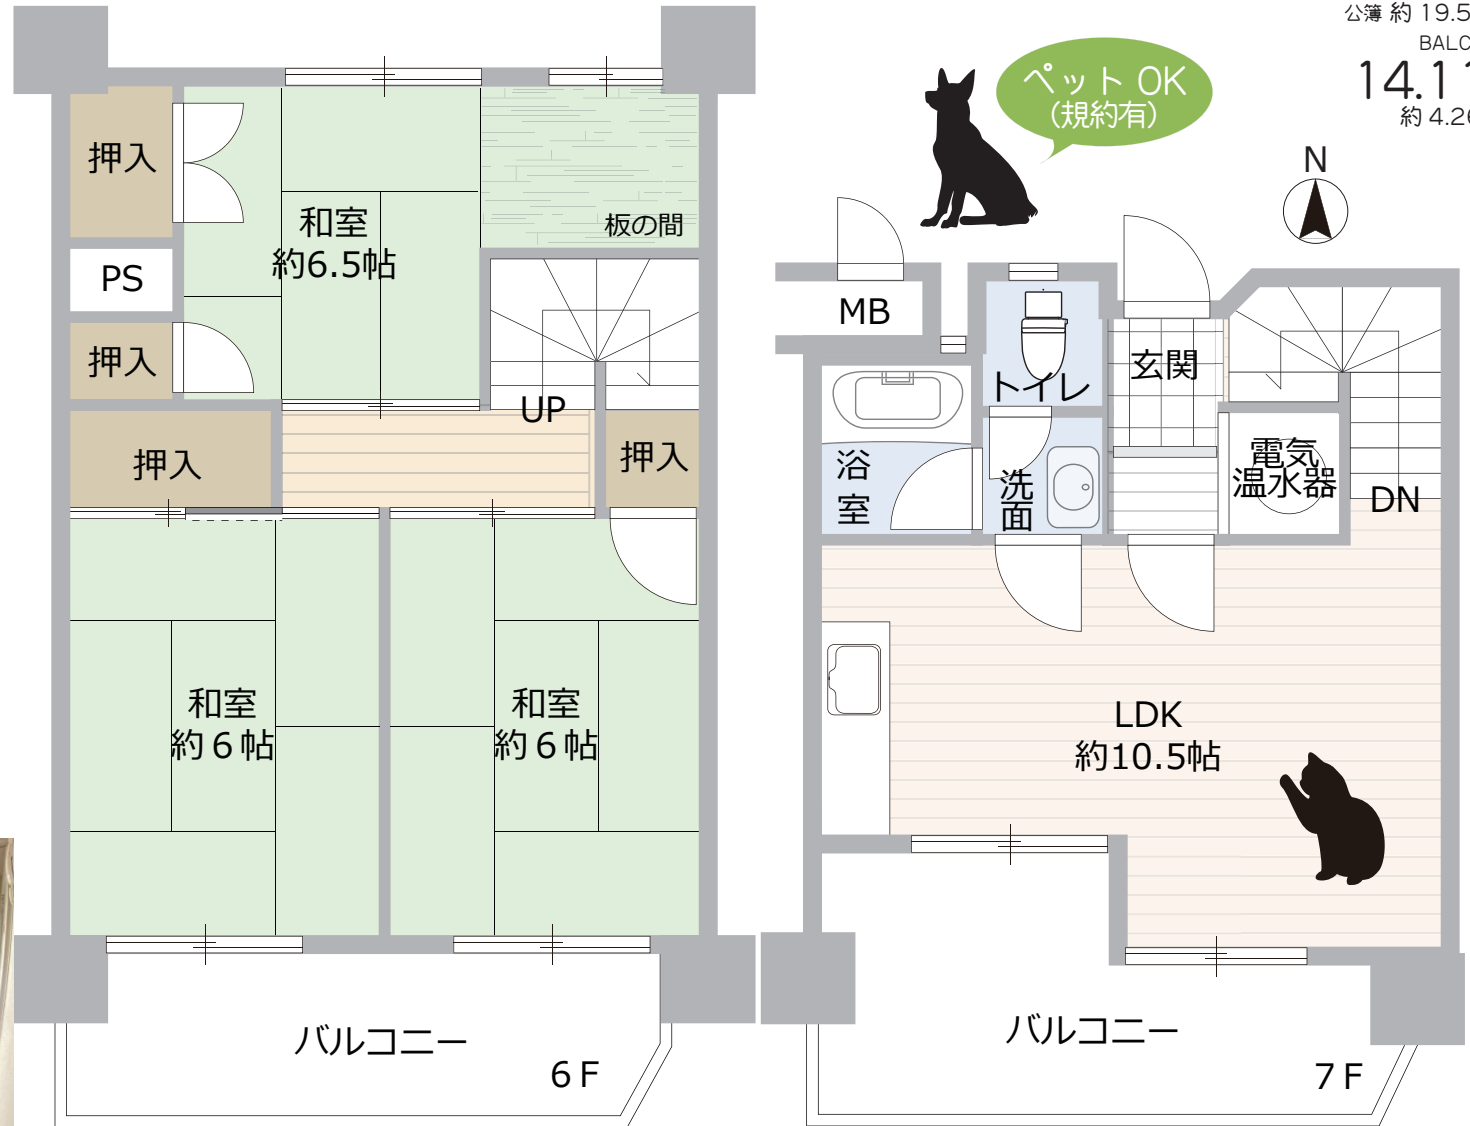 公簿 約 19.5
BALC
14.11
約 4.26
ペット OK
(規約有)
N
押入
和室
約6.5帖
板の間
PS
押入
UP
押入
押入
和室
約6帖
和室
約6帖
バルコニー
6F
MB
トイレ
玄関
浴室
洗面
電気
温水器
DN
LDK
約10.5帖
バルコニー
7F